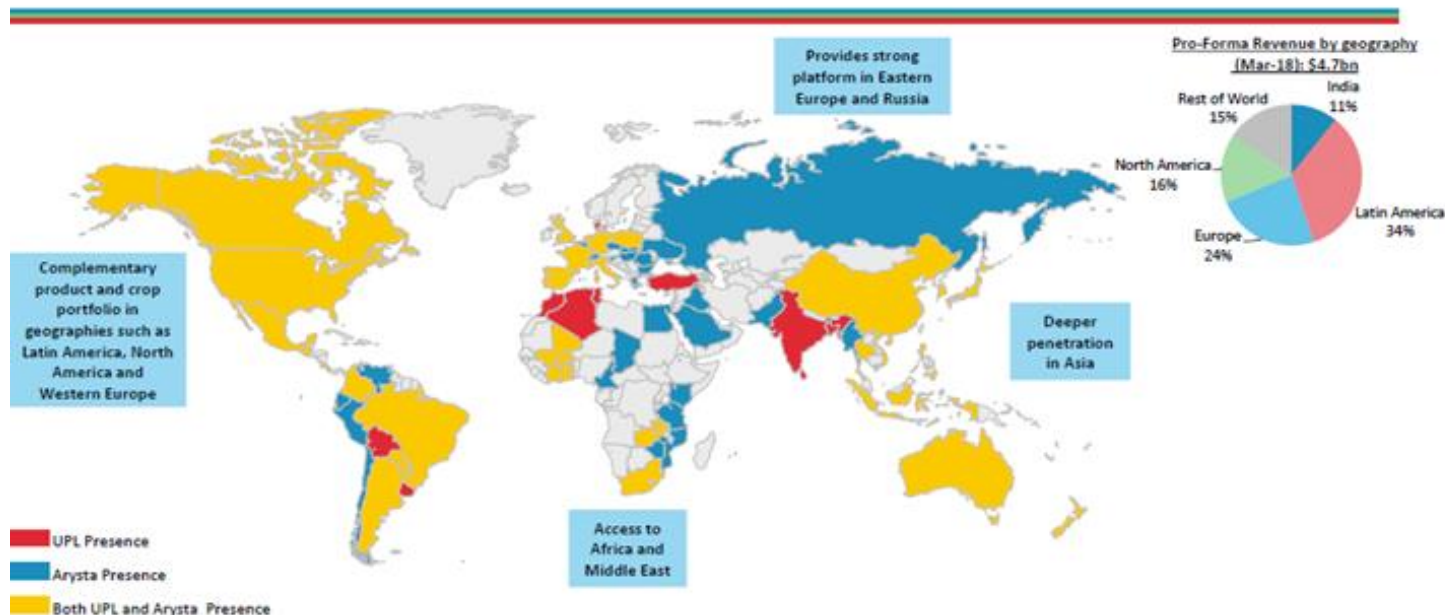 Provides strong
platform in Eastern
Europe and Russia
Pro-Forma Revenue by geography
(Mar-18): $4.7bn
India
11%
Rest of World
15%
North America
16%
Latin America
34%
Europe
24%
Complementary
product and crop
portfolio in
geographies such as
Latin America, North
America and
Western Europe
Deeper
penetration
in Asia
Access to
Africa and
Middle East
UPL Presence
Arysta Presence
Both UPL and Arysta Presence